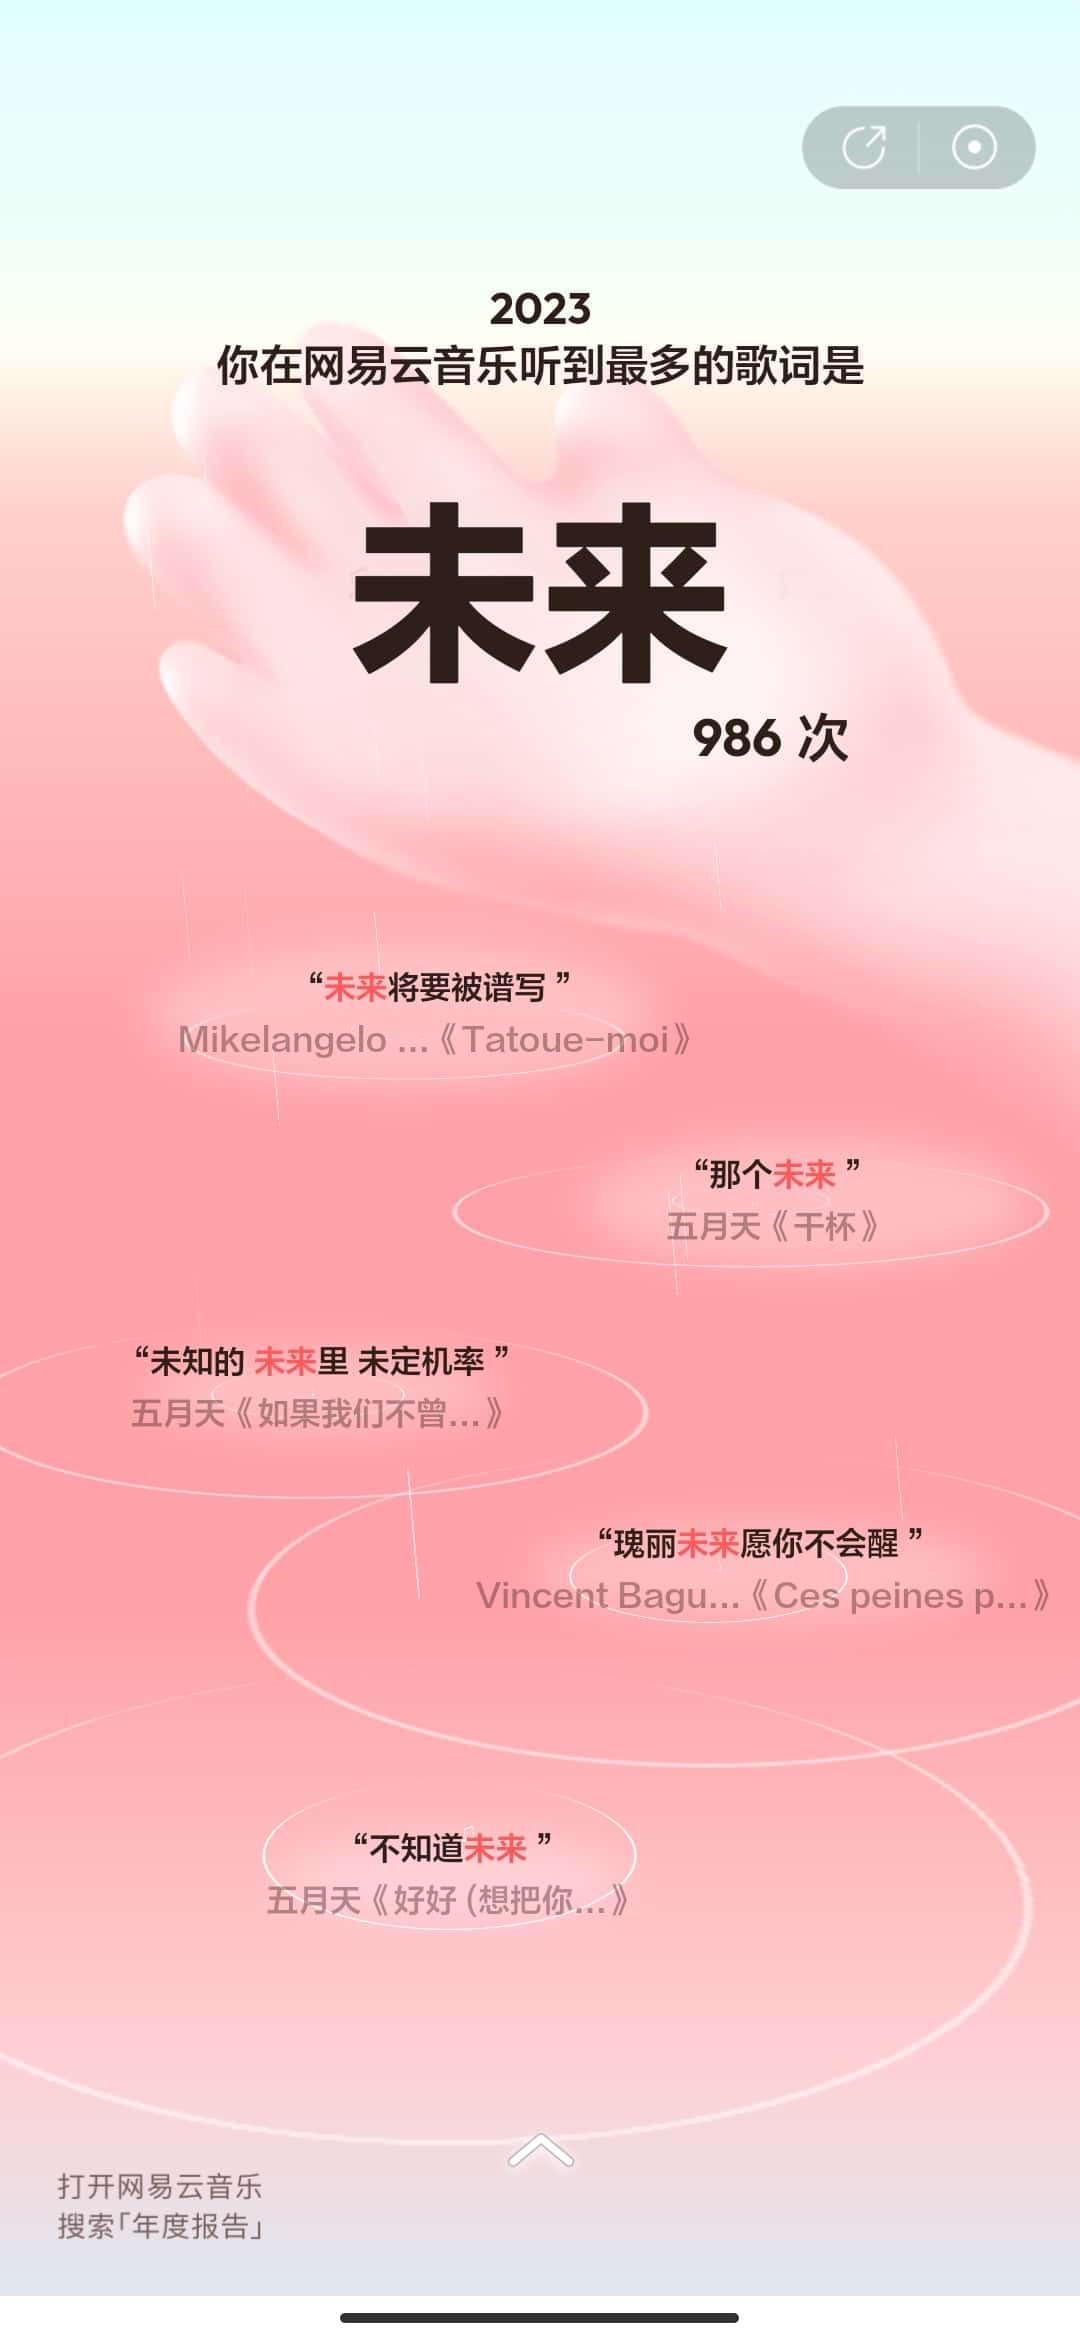 2023
你在网易云音乐听到最多的歌词是
未来
986 次
“未来将要被谱写 ”
Mikelangelo ...《Tatoue-moi》
“那个未来 ”
五月天《干杯》
“未知的 未来里 未定机率 ”
五月天《如果我们不曾...》
“瑰丽未来愿你不会醒 ”
Vincent Bagu...《Ces peines p...》
“不知道未来 ”
五月天《好好 (想把你...》
打开网易云音乐
搜索「年度报告」